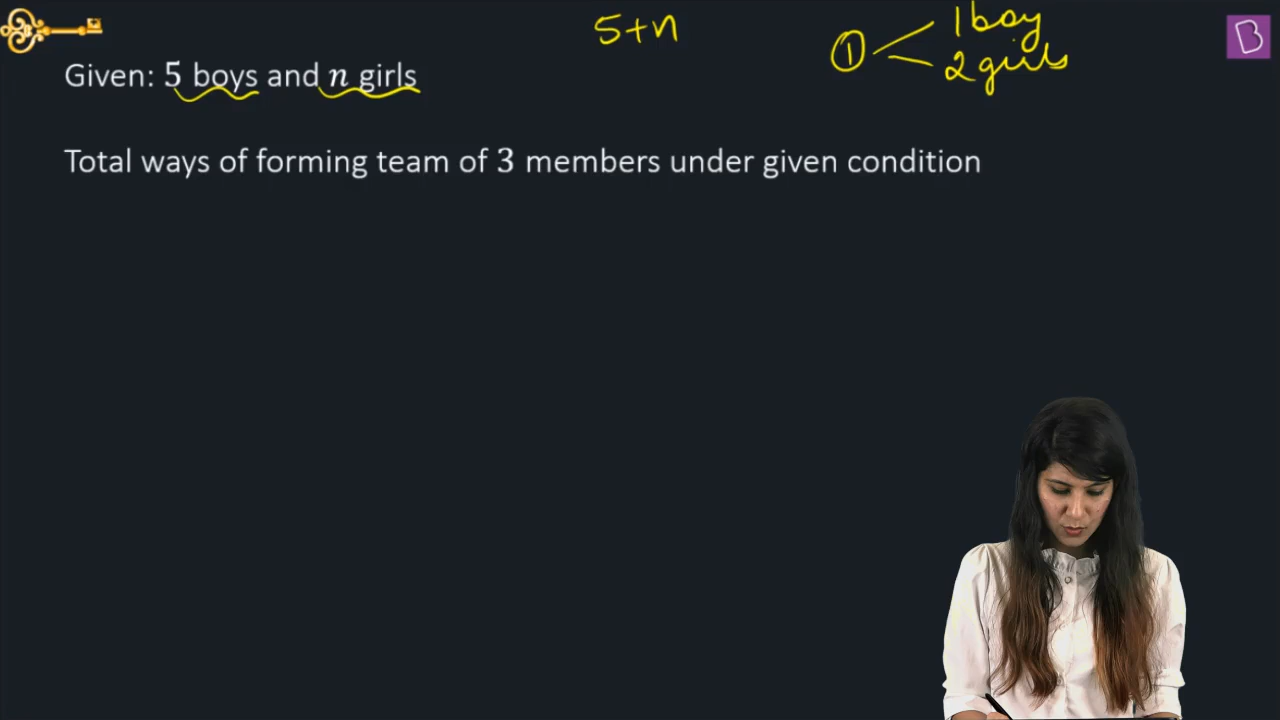 5+n
① 1 boy
2 girls
Given: 5 boys and n girls
Total ways of forming team of 3 members under given condition